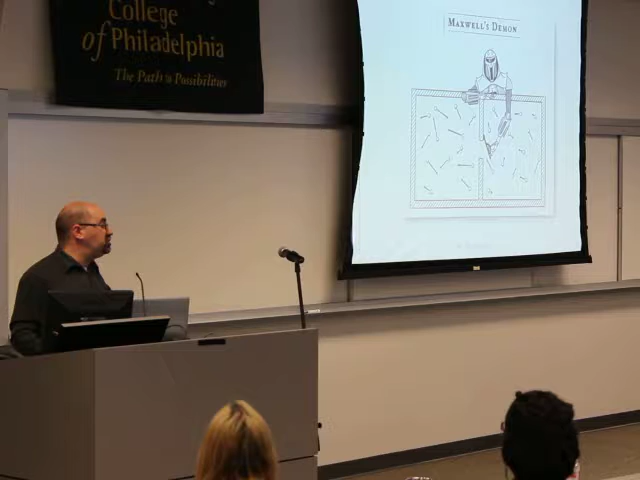 College
of Philadelphia
The Path to Possibilities
MAXWELL'S DEMON